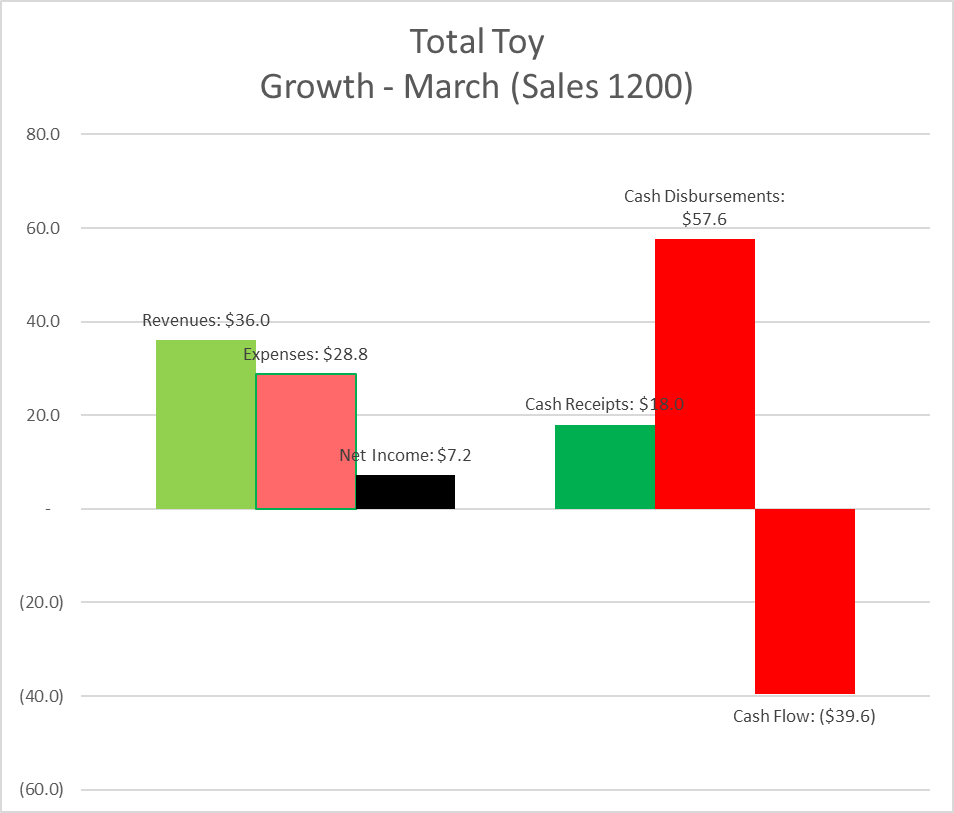 Total Toy
Growth - March (Sales 1200)
80.0
60.0
40.0
20.0
-
(20.0)
(40.0)
(60.0)
Revenues: $36.0
Expenses: $28.8
Net Income: $7.2
Cash Receipts: $18.0
Cash Disbursements:
$57.6
Cash Flow: ($39.6)